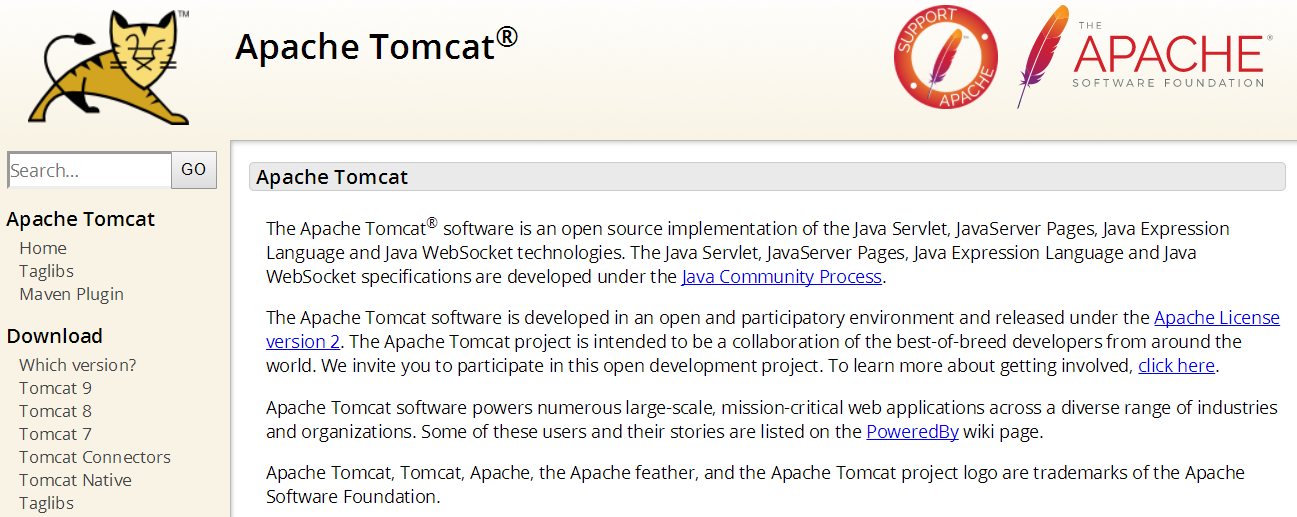 TM
Apache Tomcat®
SUPPORT
APACHE
THE
APACHE®
SOFTWARE FOUNDATION
Search...
GO
Apache Tomcat
Home
Taglibs
Maven Plugin
Download
Which version?
Tomcat 9
Tomcat 8
Tomcat 7
Tomcat Connectors
Tomcat Native
Taglibs
Apache Tomcat
The Apache Tomcat® software is an open source implementation of the Java Servlet, JavaServer Pages, Java Expression
Language and Java WebSocket technologies. The Java Servlet, JavaServer Pages, Java Expression Language and Java
WebSocket specifications are developed under the Java Community Process.
The Apache Tomcat software is developed in an open and participatory environment and released under the Apache License
version 2. The Apache Tomcat project is intended to be a collaboration of the best-of-breed developers from around the
world. We invite you to participate in this open development project. To learn more about getting involved, click here.
Apache Tomcat software powers numerous large-scale, mission-critical web applications across a diverse range of industries
and organizations. Some of these users and their stories are listed on the PoweredBy wiki page.
Apache Tomcat, Tomcat, Apache, the Apache feather, and the Apache Tomcat project logo are trademarks of the Apache
Software Foundation.